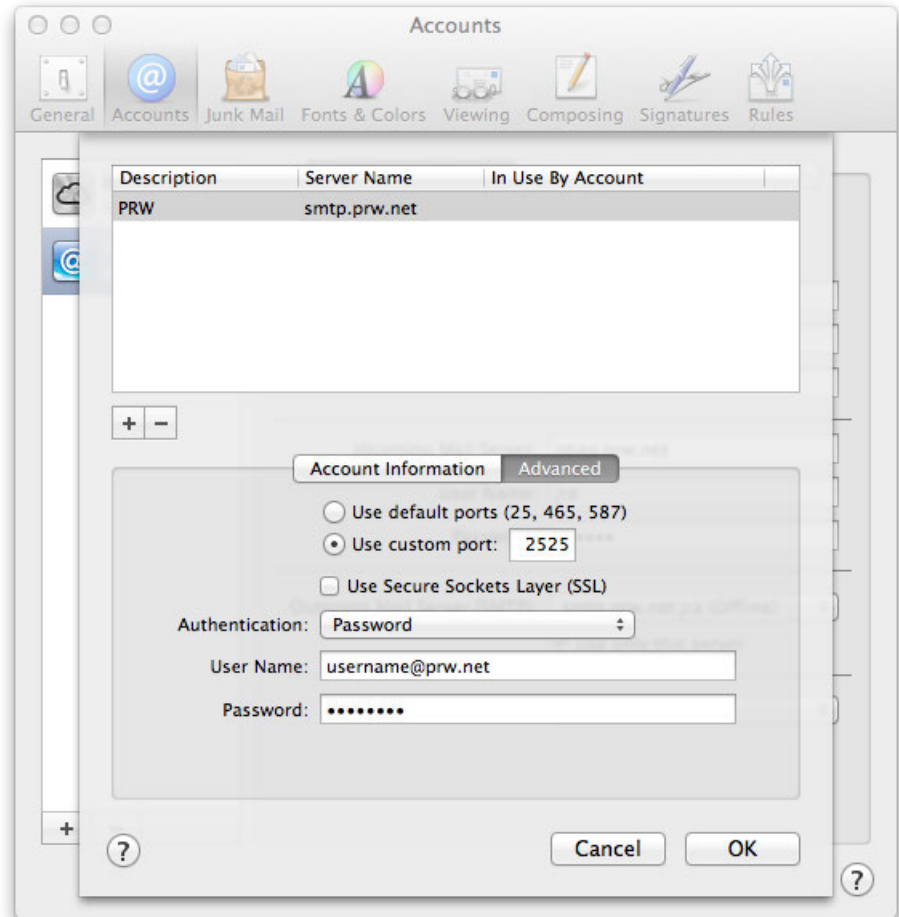 Accounts
General Accounts Junk Mail Fonts & Colors Viewing Composing Signatures Rules
Description Server Name In Use By Account
PRW smtp.prw.net
+ −
Account Information Advanced
Use default ports (25, 465, 587)
Use custom port: 2525
Use Secure Sockets Layer (SSL)
Authentication: Password
User Name: username@prw.net
Password: ••••••••
+
? Cancel OK
?